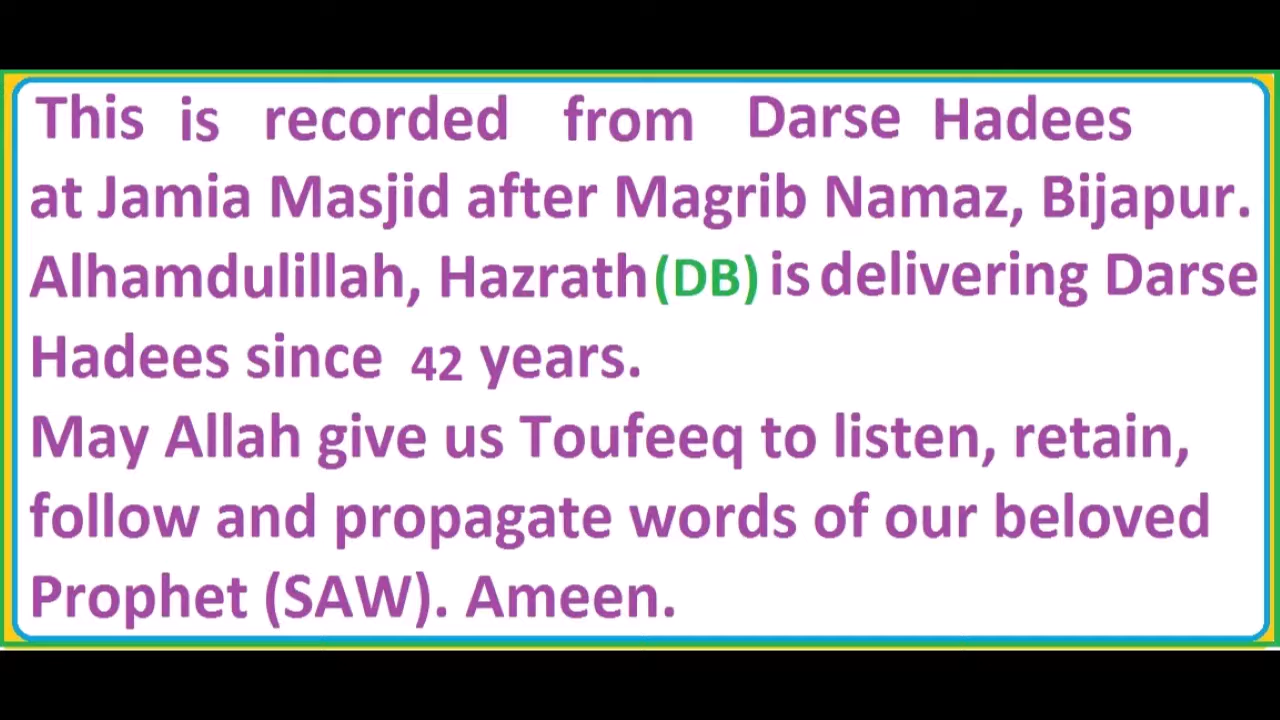 This is recorded from Darse Hadees
at Jamia Masjid after Magrib Namaz, Bijapur.
Alhamdulillah, Hazrath(DB) is delivering Darse
Hadees since 42 years.
May Allah give us Toufeeq to listen, retain,
follow and propagate words of our beloved
Prophet (SAW). Ameen.